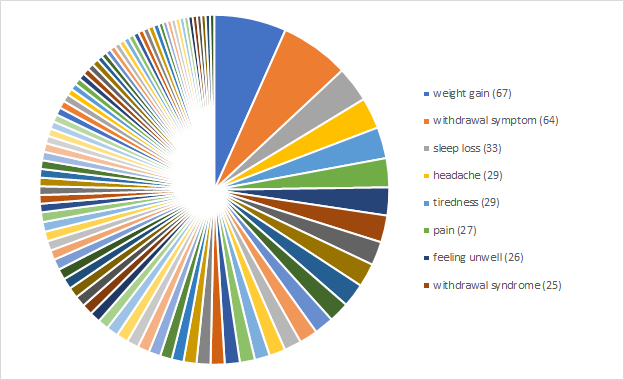 weight gain (67)
withdrawal symptom (64)
sleep loss (33)
headache (29)
tiredness (29)
pain (27)
feeling unwell (26)
withdrawal syndrome (25)